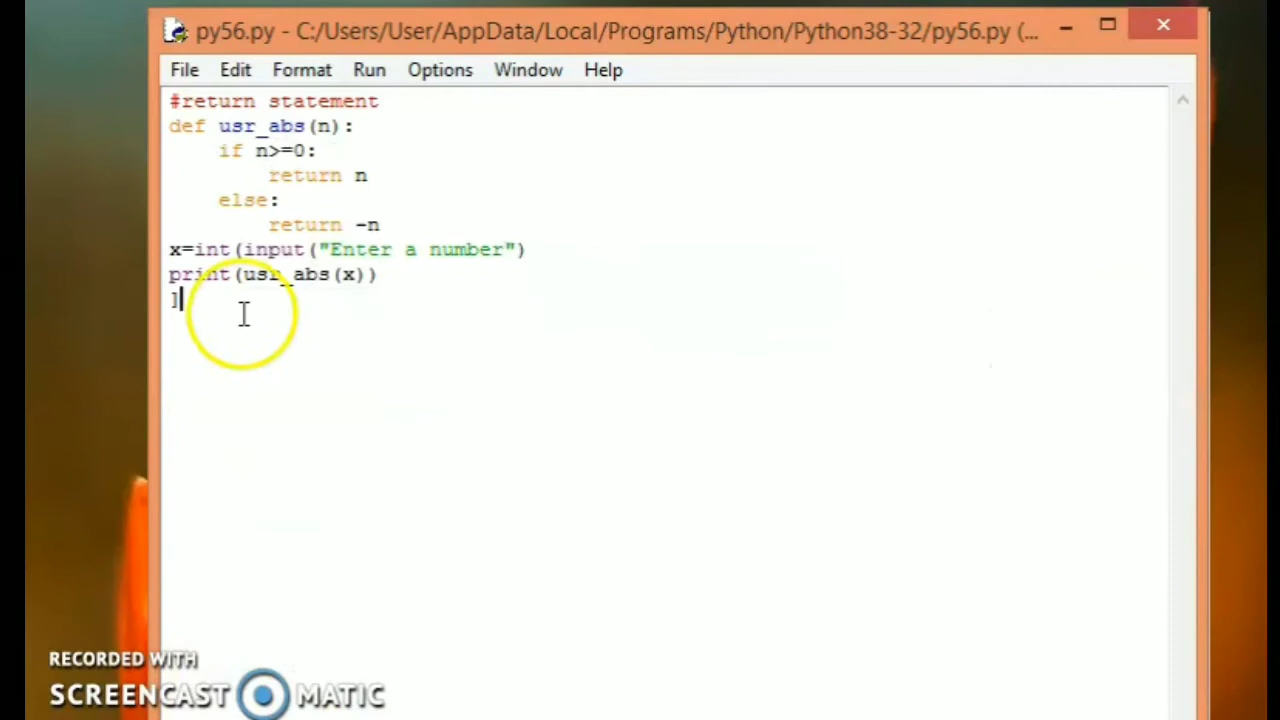 py56.py - C:/Users/User/AppData/Local/Programs/Python/Python38-32/py56.py (...
File Edit Format Run Options Window Help
#return statement
def usr_abs(n):
    if n>=0:
        return n
    else:
        return -n
x=int(input("Enter a number")
print(usr_abs(x))
]
RECORDED WITH
SCREENCAST MATIC